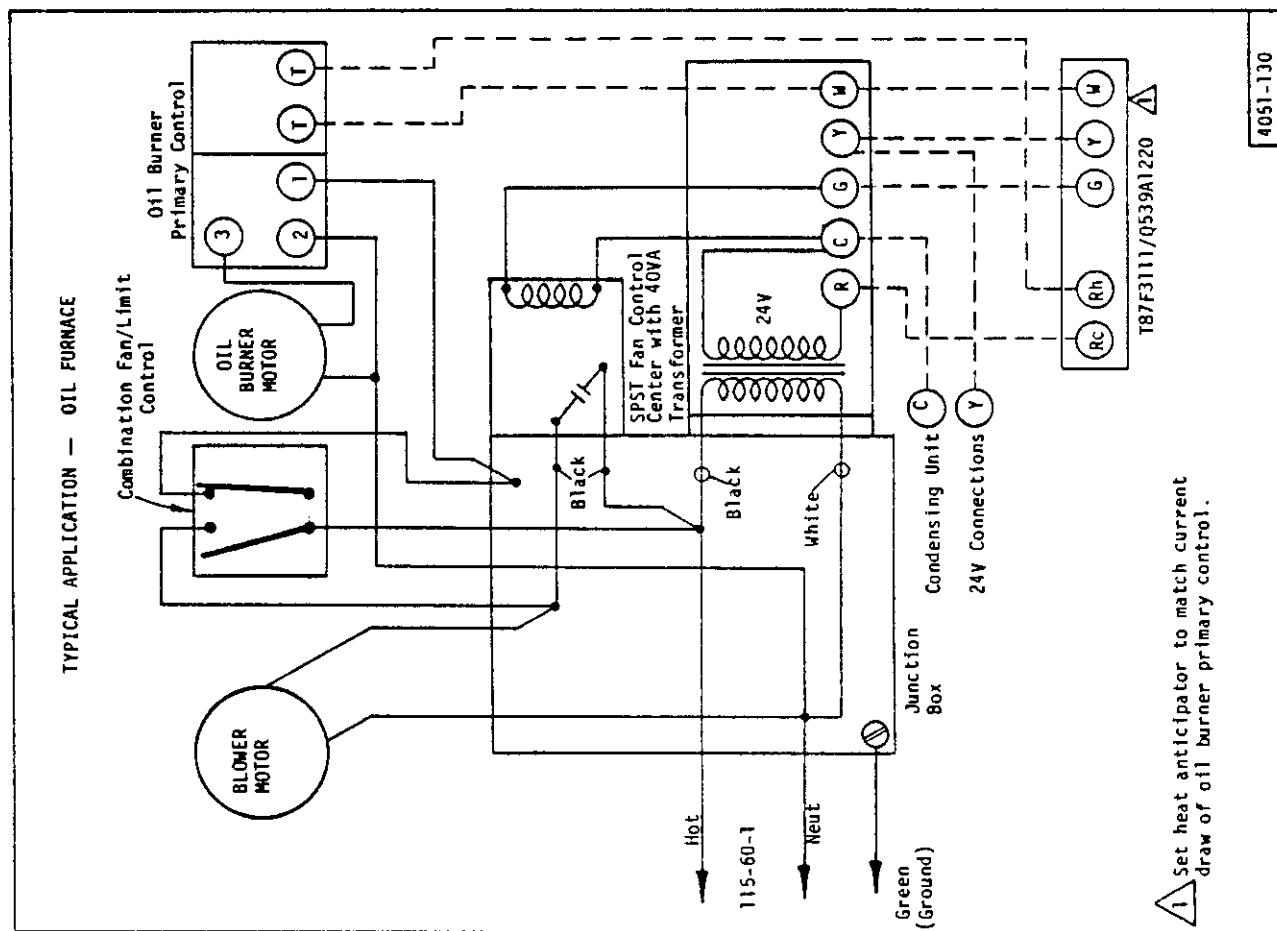 TYPICAL APPLICATION — OIL FURNACE
Combination Fan/Limit
Control
Oil Burner
Primary Control
3
2
1
T
T
OIL
BURNER
MOTOR
BLOWER
MOTOR
SPST Fan Control
Center with 40VA
Transformer
24V
R
C
G
Y
W
Black
Black
White
Hot
115-60-1
Neut
Green
(Ground)
Junction
Box
Condensing Unit
C
24V Connections
Y
Rc
Rh
G
Y
W
T87F3111/Q539A1220
1
1
Set heat anticipator to match current
draw of oil burner primary control.
4051-130